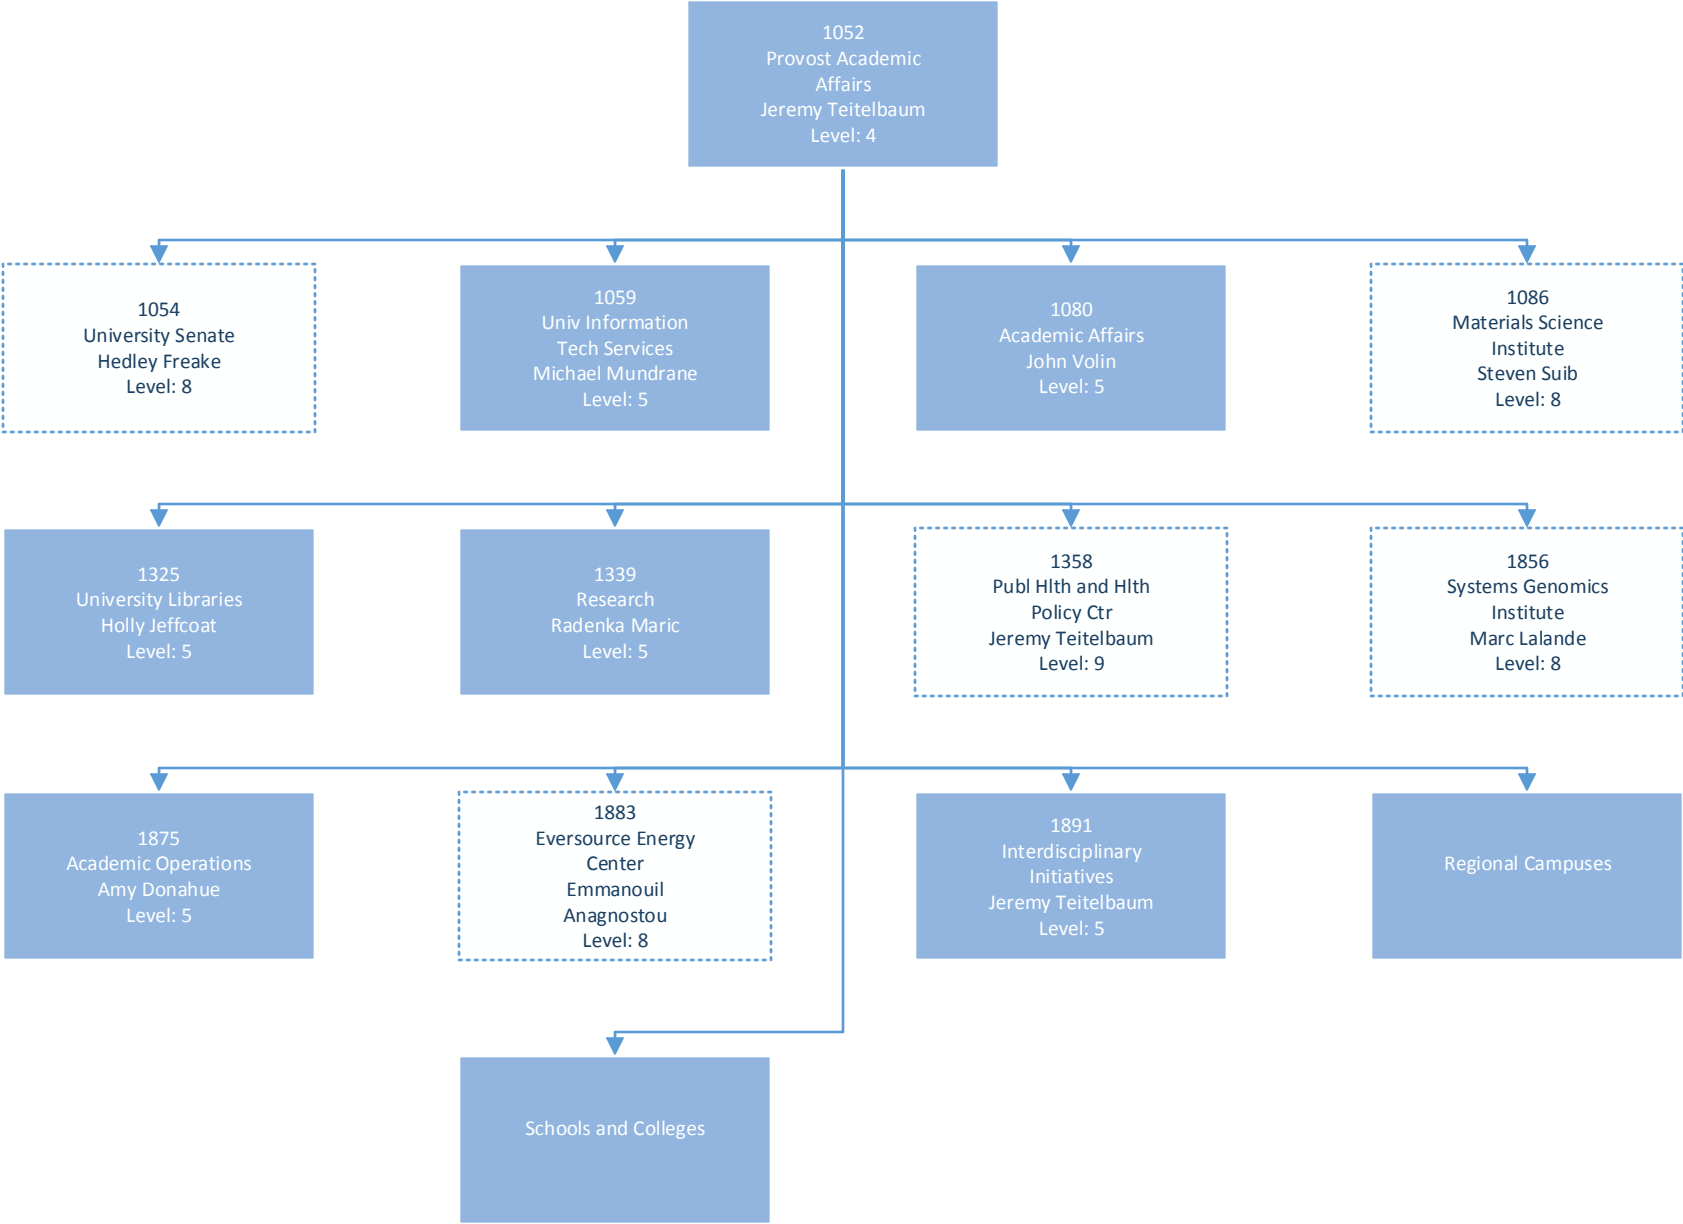 1052
Provost Academic
Affairs
Jeremy Teitelbaum
Level: 4
1054
University Senate
Hedley Freake
Level: 8
1059
Univ Information
Tech Services
Michael Mundrane
Level: 5
1080
Academic Affairs
John Volin
Level: 5
1086
Materials Science
Institute
Steven Suib
Level: 8
1325
University Libraries
Holly Jeffcoat
Level: 5
1339
Research
Radenka Maric
Level: 5
1358
Publ Hlth and Hlth
Policy Ctr
Jeremy Teitelbaum
Level: 9
1856
Systems Genomics
Institute
Marc Lalande
Level: 8
1875
Academic Operations
Amy Donahue
Level: 5
1883
Eversource Energy
Center
Emmanouil
Anagnostou
Level: 8
1891
Interdisciplinary
Initiatives
Jeremy Teitelbaum
Level: 5
Regional Campuses
Schools and Colleges